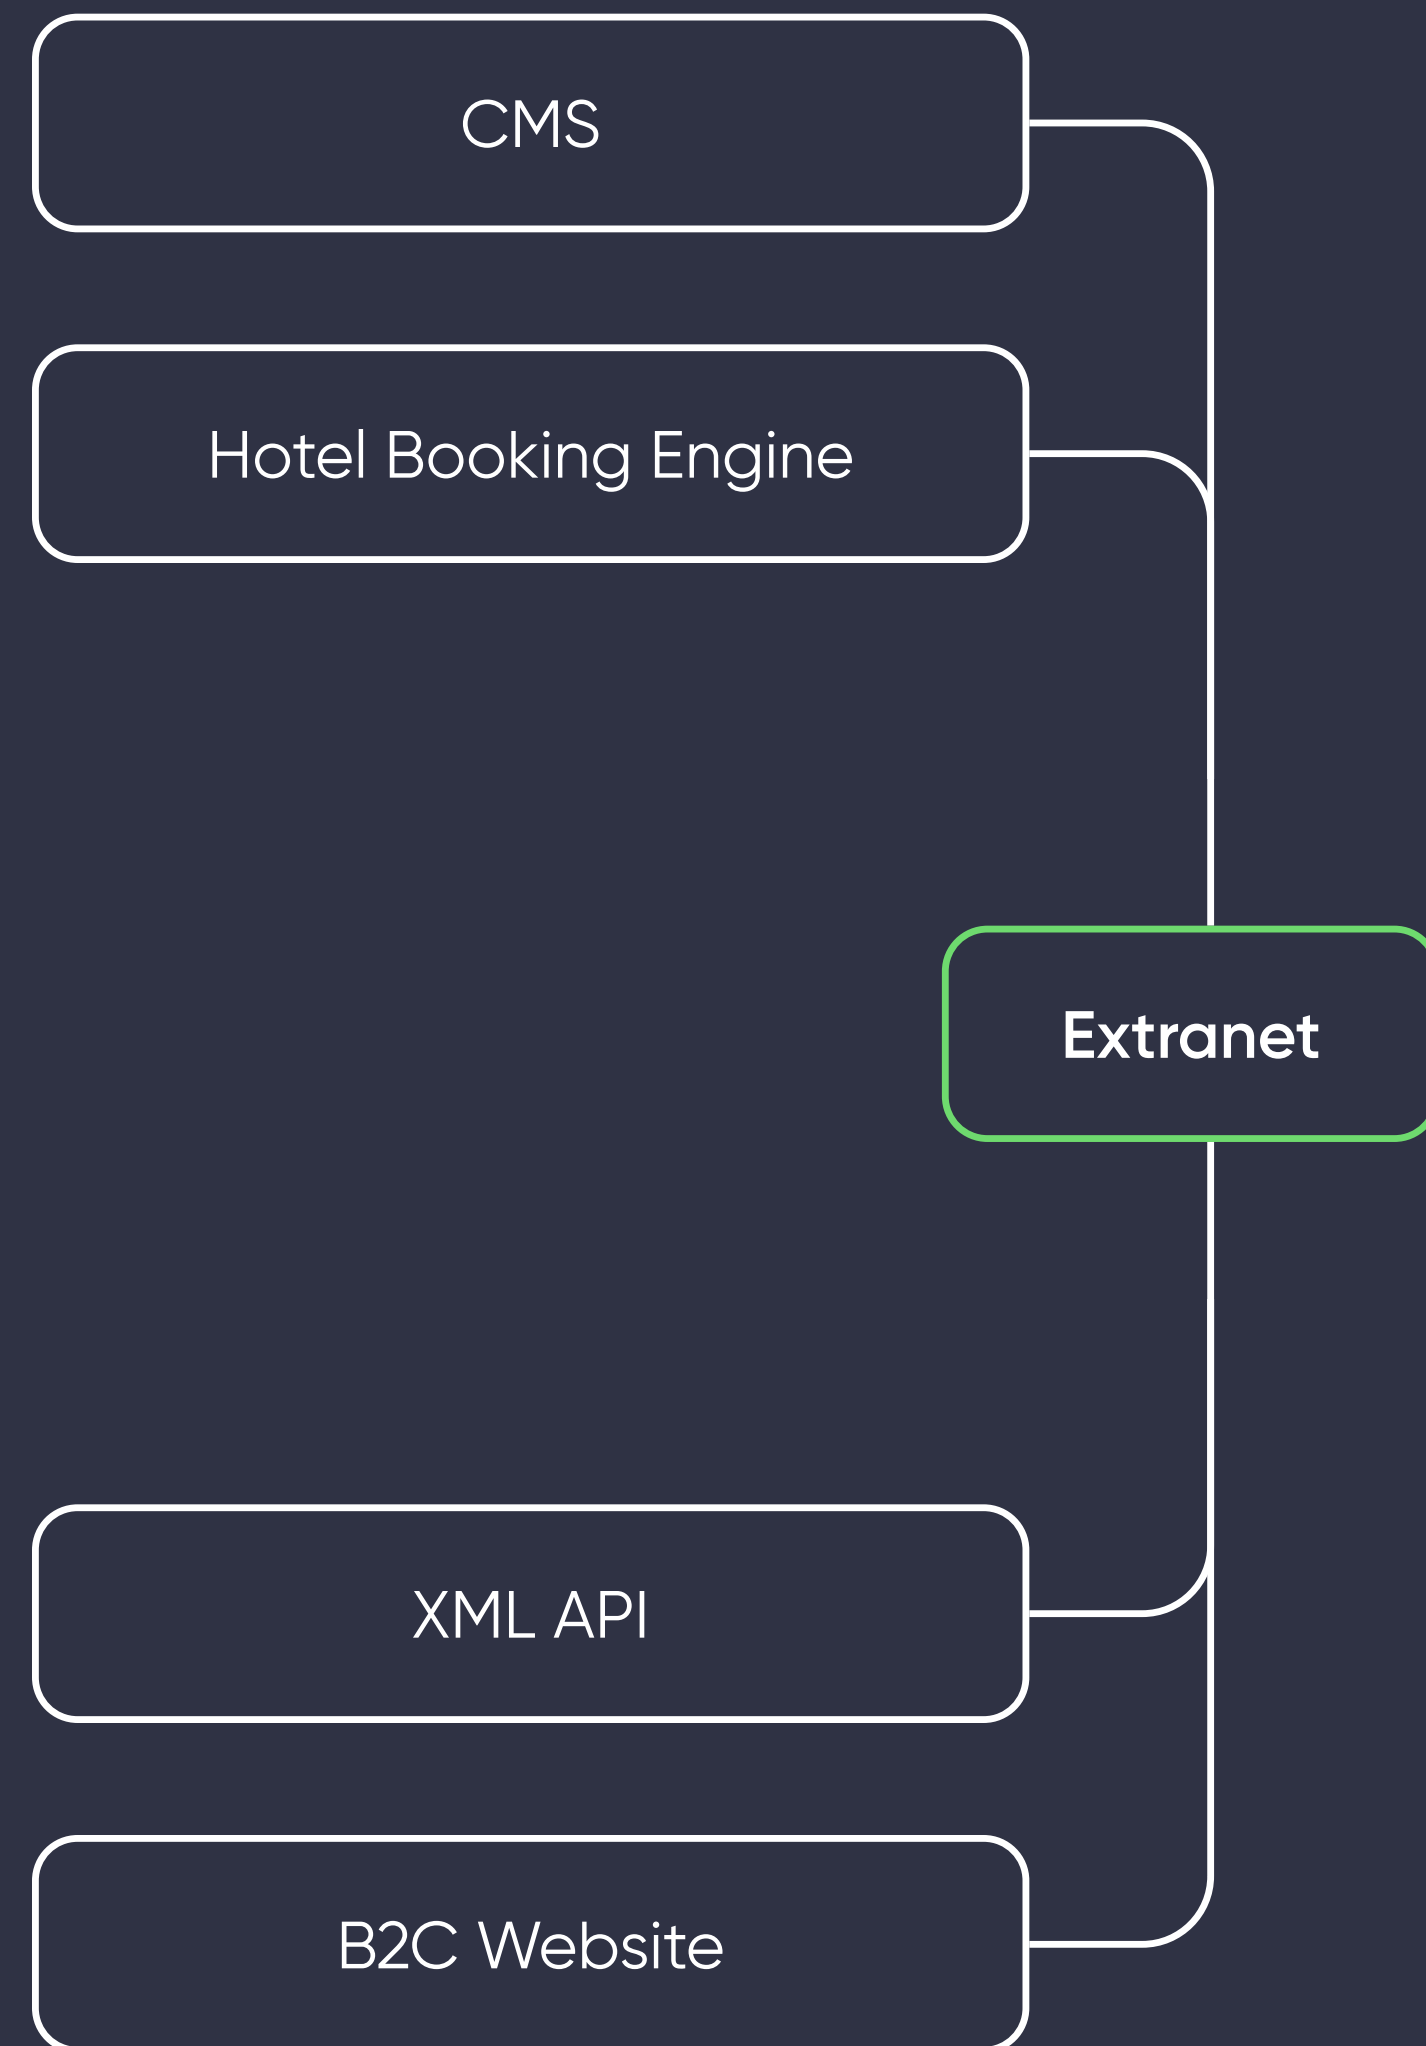 CMS
Hotel Booking Engine
Extranet
XML API
B2C Website